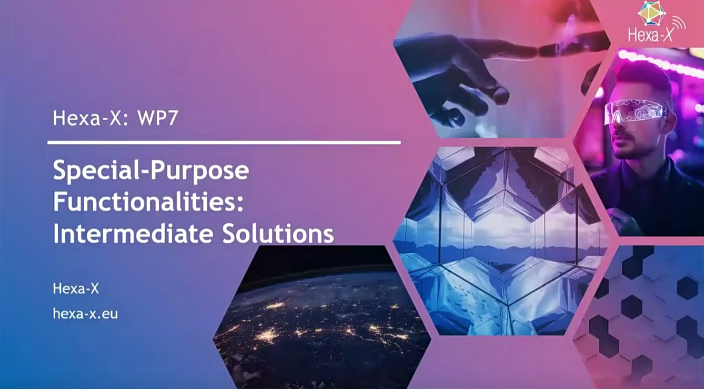 Hexa-X
Hexa-X: WP7
Special-Purpose
Functionalities:
Intermediate Solutions
Hexa-X
hexa-x.eu